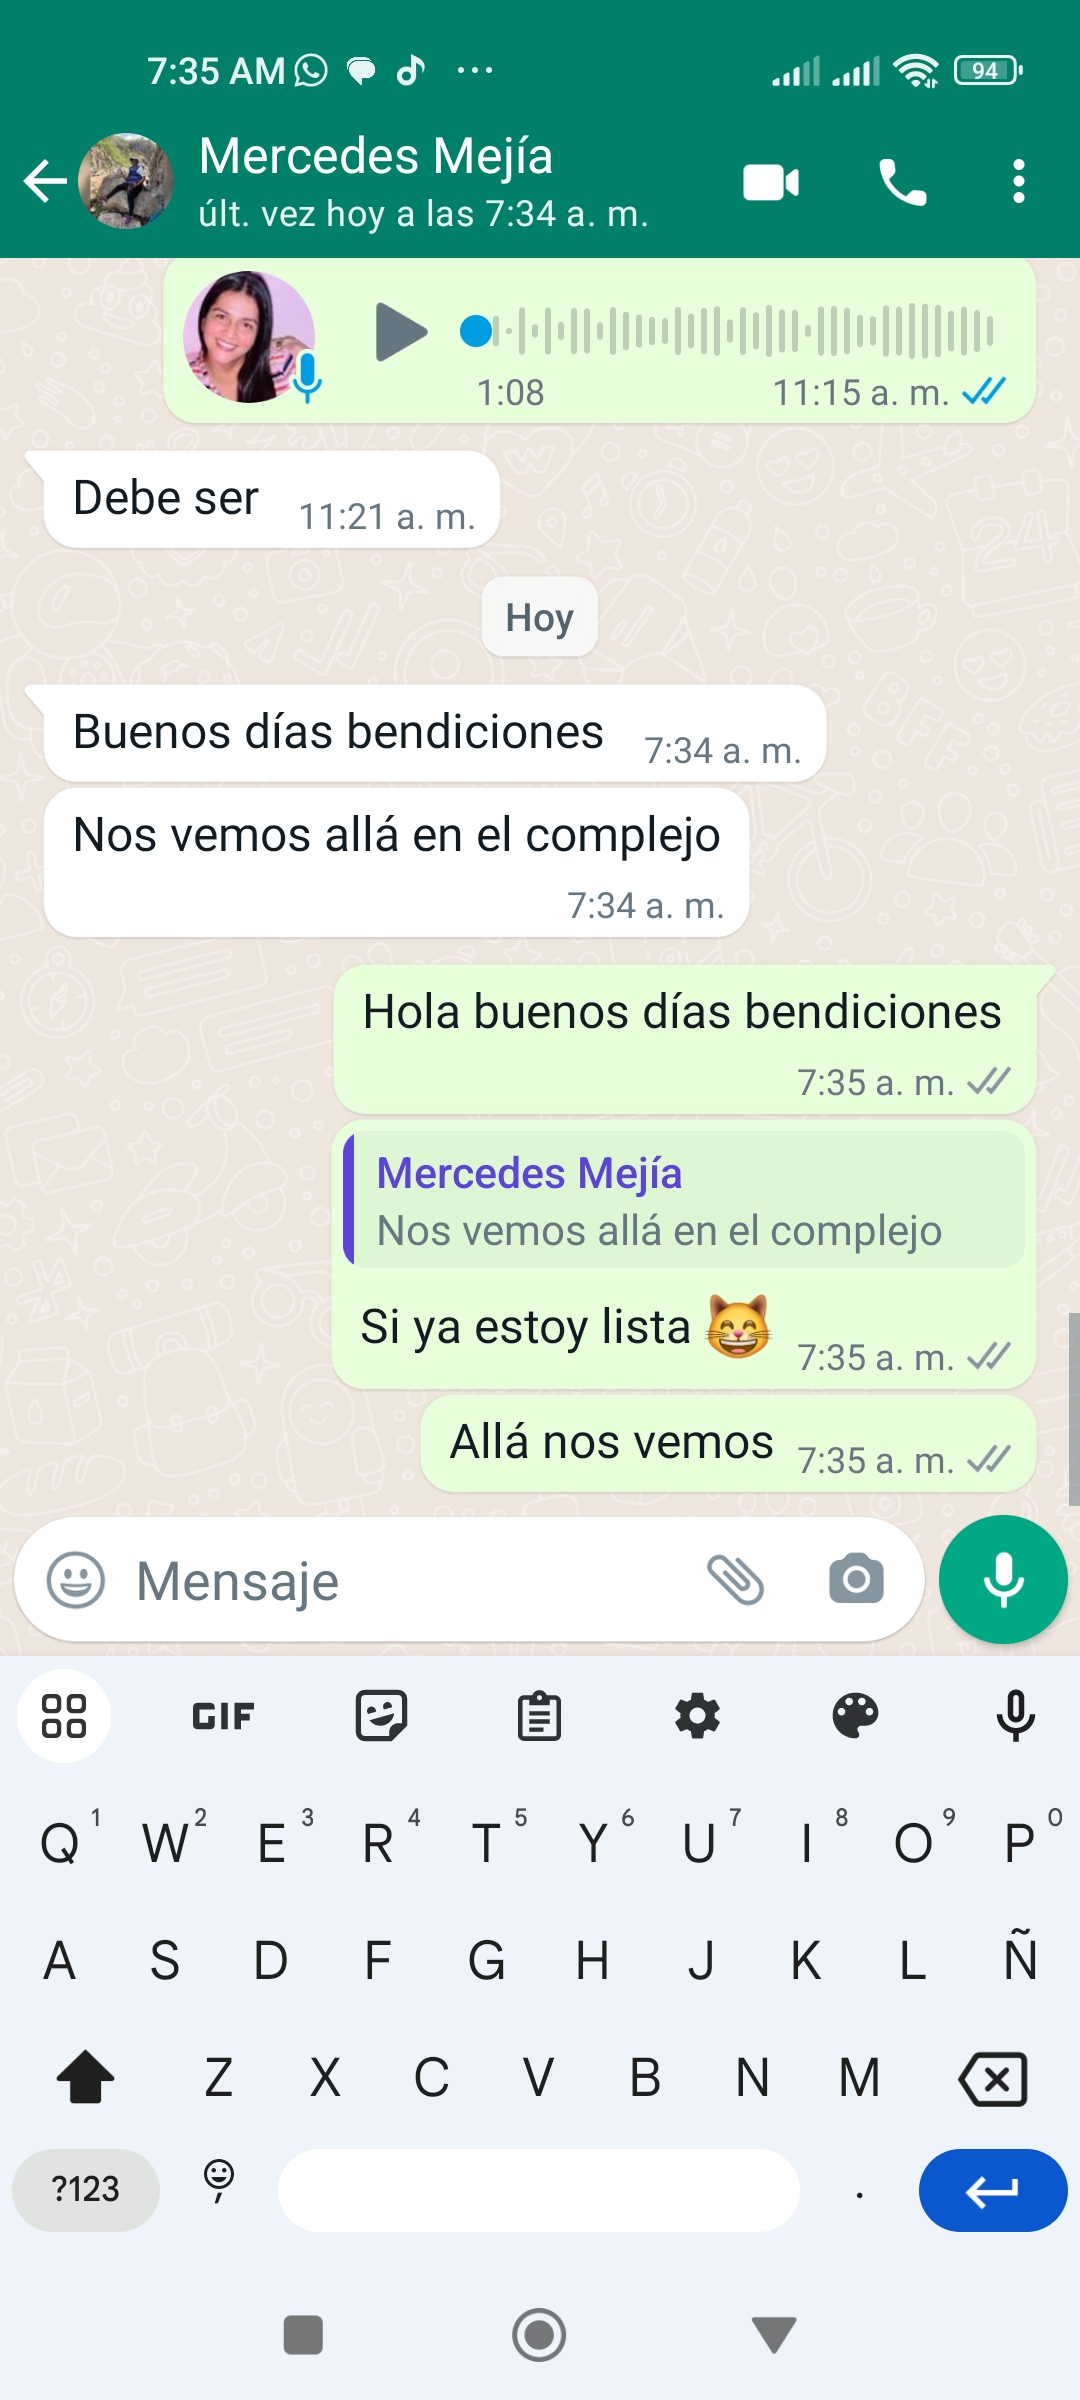 7:35 AM
94
Mercedes Mejía
últ. vez hoy a las 7:34 a. m.
1:08 11:15 a. m.
Debe ser 11:21 a. m.
Hoy
Buenos días bendiciones 7:34 a. m.
Nos vemos allá en el complejo
7:34 a. m.
Hola buenos días bendiciones
7:35 a. m.
Mercedes Mejía
Nos vemos allá en el complejo
Si ya estoy lista 😸 7:35 a. m.
Allá nos vemos 7:35 a. m.
Mensaje
GIF
Q 1 W 2 E 3 R 4 T 5 Y 6 U 7 I 8 O 9 P 0
A S D F G H J K L Ñ
Z X C V B N M
?123 , .